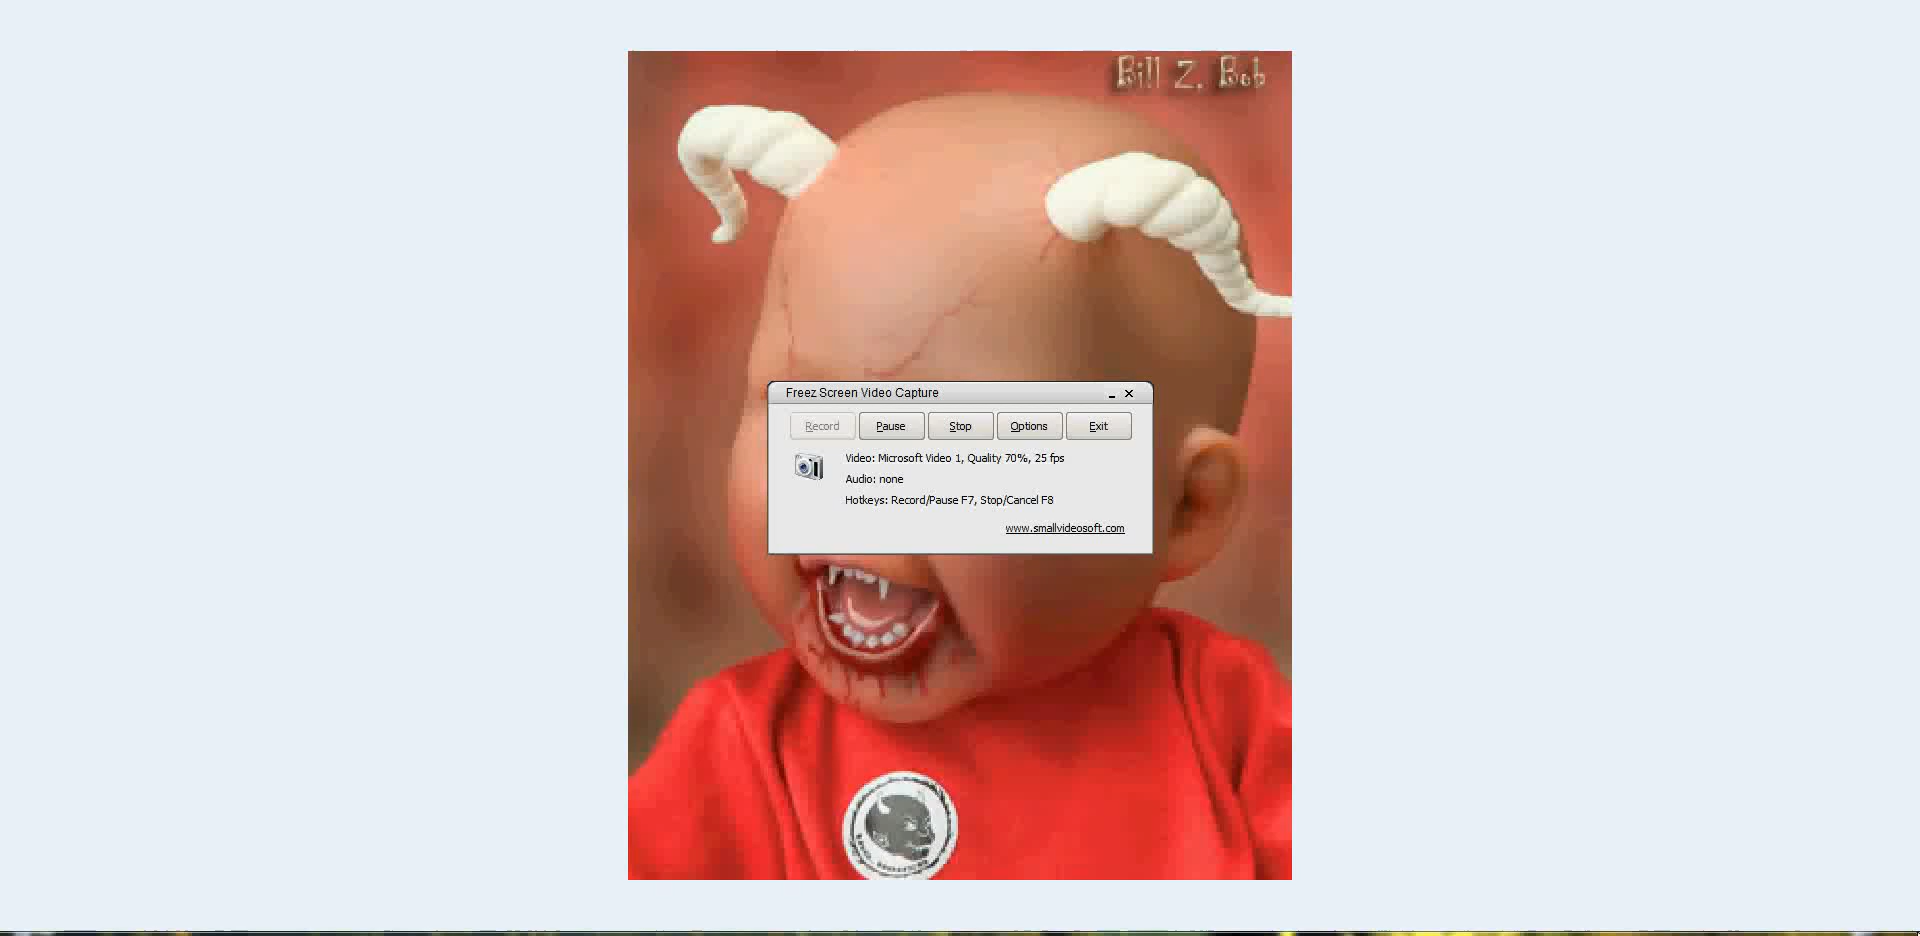 Bill Z. Bob
Freez Screen Video Capture
Record Pause Stop Options Exit
Video: Microsoft Video 1, Quality 70%, 25 fps
Audio: none
Hotkeys: Record/Pause F7, Stop/Cancel F8
www.smallvideosoft.com